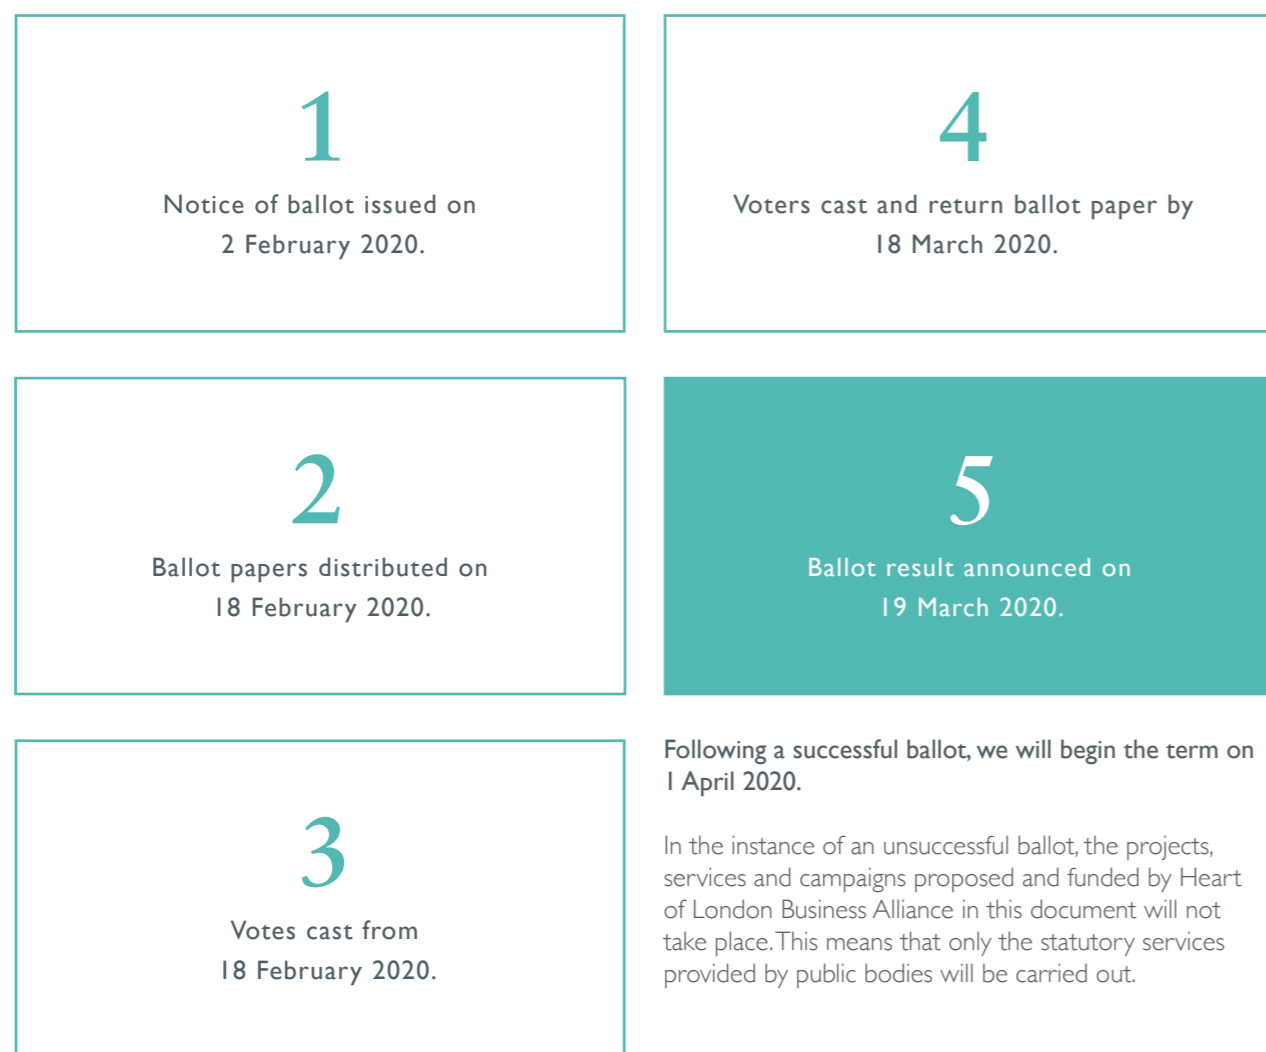 1
Notice of ballot issued on
2 February 2020.
2
Ballot papers distributed on
18 February 2020.
3
Votes cast from
18 February 2020.
4
Voters cast and return ballot paper by
18 March 2020.
5
Ballot result announced on
19 March 2020.
Following a successful ballot, we will begin the term on
1 April 2020.
In the instance of an unsuccessful ballot, the projects,
services and campaigns proposed and funded by Heart
of London Business Alliance in this document will not
take place. This means that only the statutory services
provided by public bodies will be carried out.